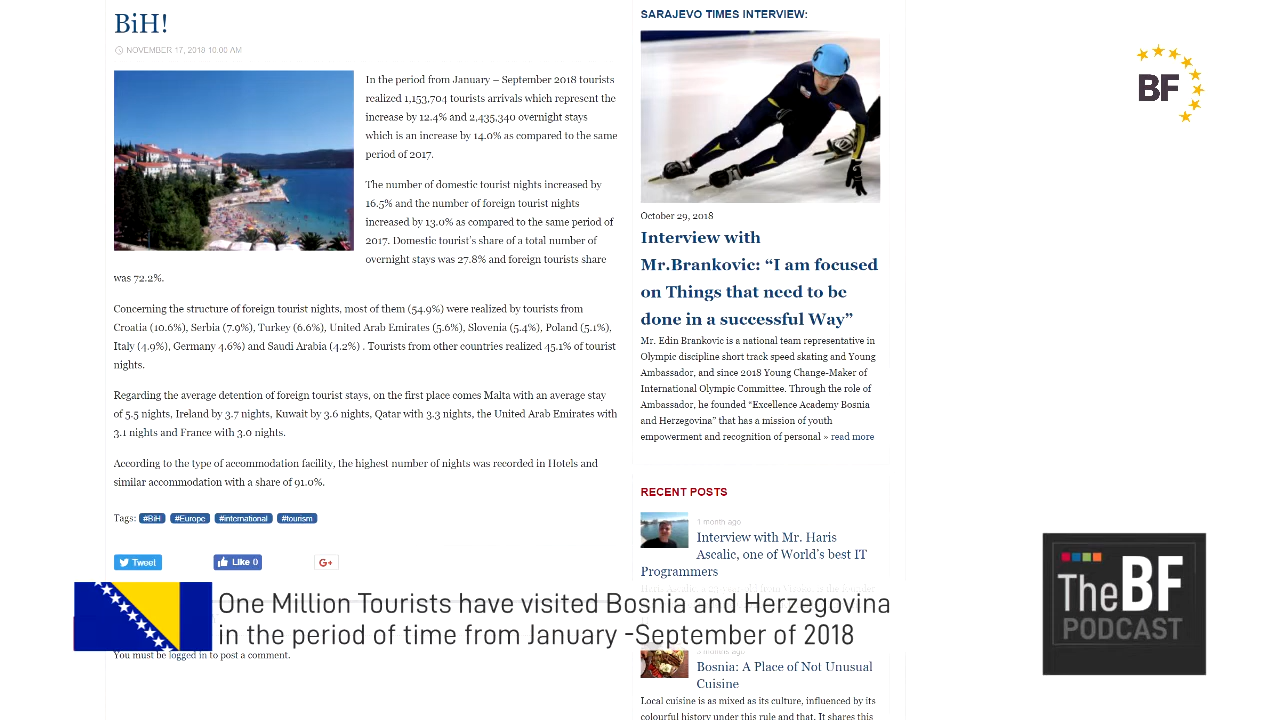 BiH!
NOVEMBER 17, 2018 10:00 AM
In the period from January – September 2018 tourists
realized 1,153,704 tourists arrivals which represent the
increase by 12.4% and 2,435,340 overnight stays
which is an increase by 14.0% as compared to the same
period of 2017.
The number of domestic tourist nights increased by
16.5% and the number of foreign tourist nights
increased by 13.0% as compared to the same period of
2017. Domestic tourist's share of a total number of
overnight stays was 27.8% and foreign tourists share
was 72.2%.
Concerning the structure of foreign tourist nights, most of them (54.9%) were realized by tourists from
Croatia (10.6%), Serbia (7.9%), Turkey (6.6%), United Arab Emirates (5.6%), Slovenia (5.4%), Poland (5.1%),
Italy (4.9%), Germany 4.6%) and Saudi Arabia (4.2%) . Tourists from other countries realized 45.1% of tourist
nights.
Regarding the average detention of foreign tourist stays, on the first place comes Malta with an average stay
of 5.5 nights, Ireland by 3.7 nights, Kuwait by 3.6 nights, Qatar with 3.3 nights, the United Arab Emirates with
3.1 nights and France with 3.0 nights.
According to the type of accommodation facility, the highest number of nights was recorded in Hotels and
similar accommodation with a share of 91.0%.
Tags: #BiH #Europe #international #tourism
Tweet Like 0 G+
You must be logged in to post a comment.
SARAJEVO TIMES INTERVIEW:
October 29, 2018
Interview with
Mr.Brankovic: “I am focused
on Things that need to be
done in a successful Way”
Mr. Edin Brankovic is a national team representative in
Olympic discipline short track speed skating and Young
Ambassador, and since 2018 Young Change-Maker of
International Olympic Committee. Through the role of
Ambassador, he founded “Excellence Academy Bosnia
and Herzegovina” that has a mission of youth
empowerment and recognition of personal » read more
RECENT POSTS
1 month ago
Interview with Mr. Haris
Ascalic, one of World's best IT
Programmers
months ago
Bosnia: A Place of Not Unusual
Cuisine
Local cuisine is as mixed as its culture, influenced by its
colourful history under this rule and that. It shares this
BF
The BF
PODCAST
One Million Tourists have visited Bosnia and Herzegovina
in the period of time from January -September of 2018